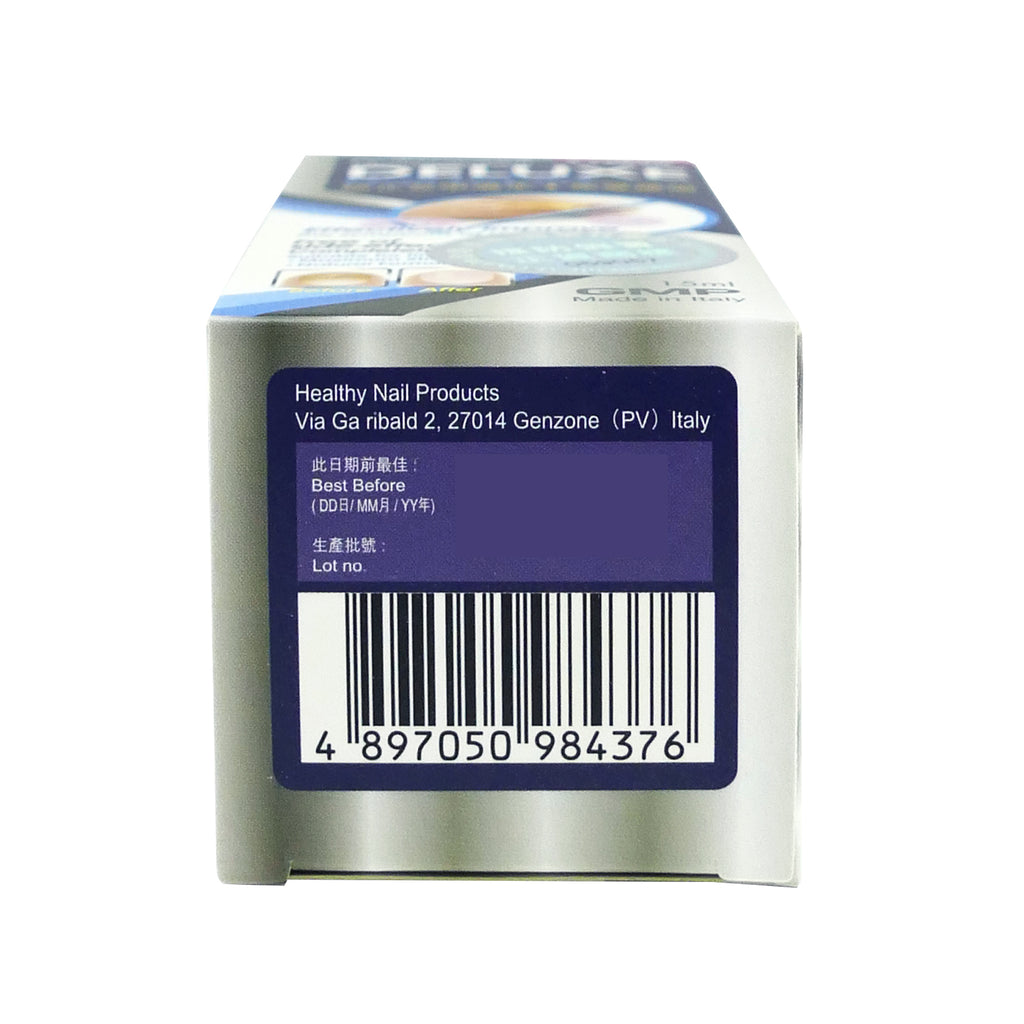 DELUXE
After
15ml
GMP
Made in Italy
Healthy Nail Products
Via Ga ribald 2, 27014 Genzone（PV）Italy
此日期前最佳：
Best Before
( DD日/ MM月 / YY年)
生產批號：
Lot no.
4 897050 984376